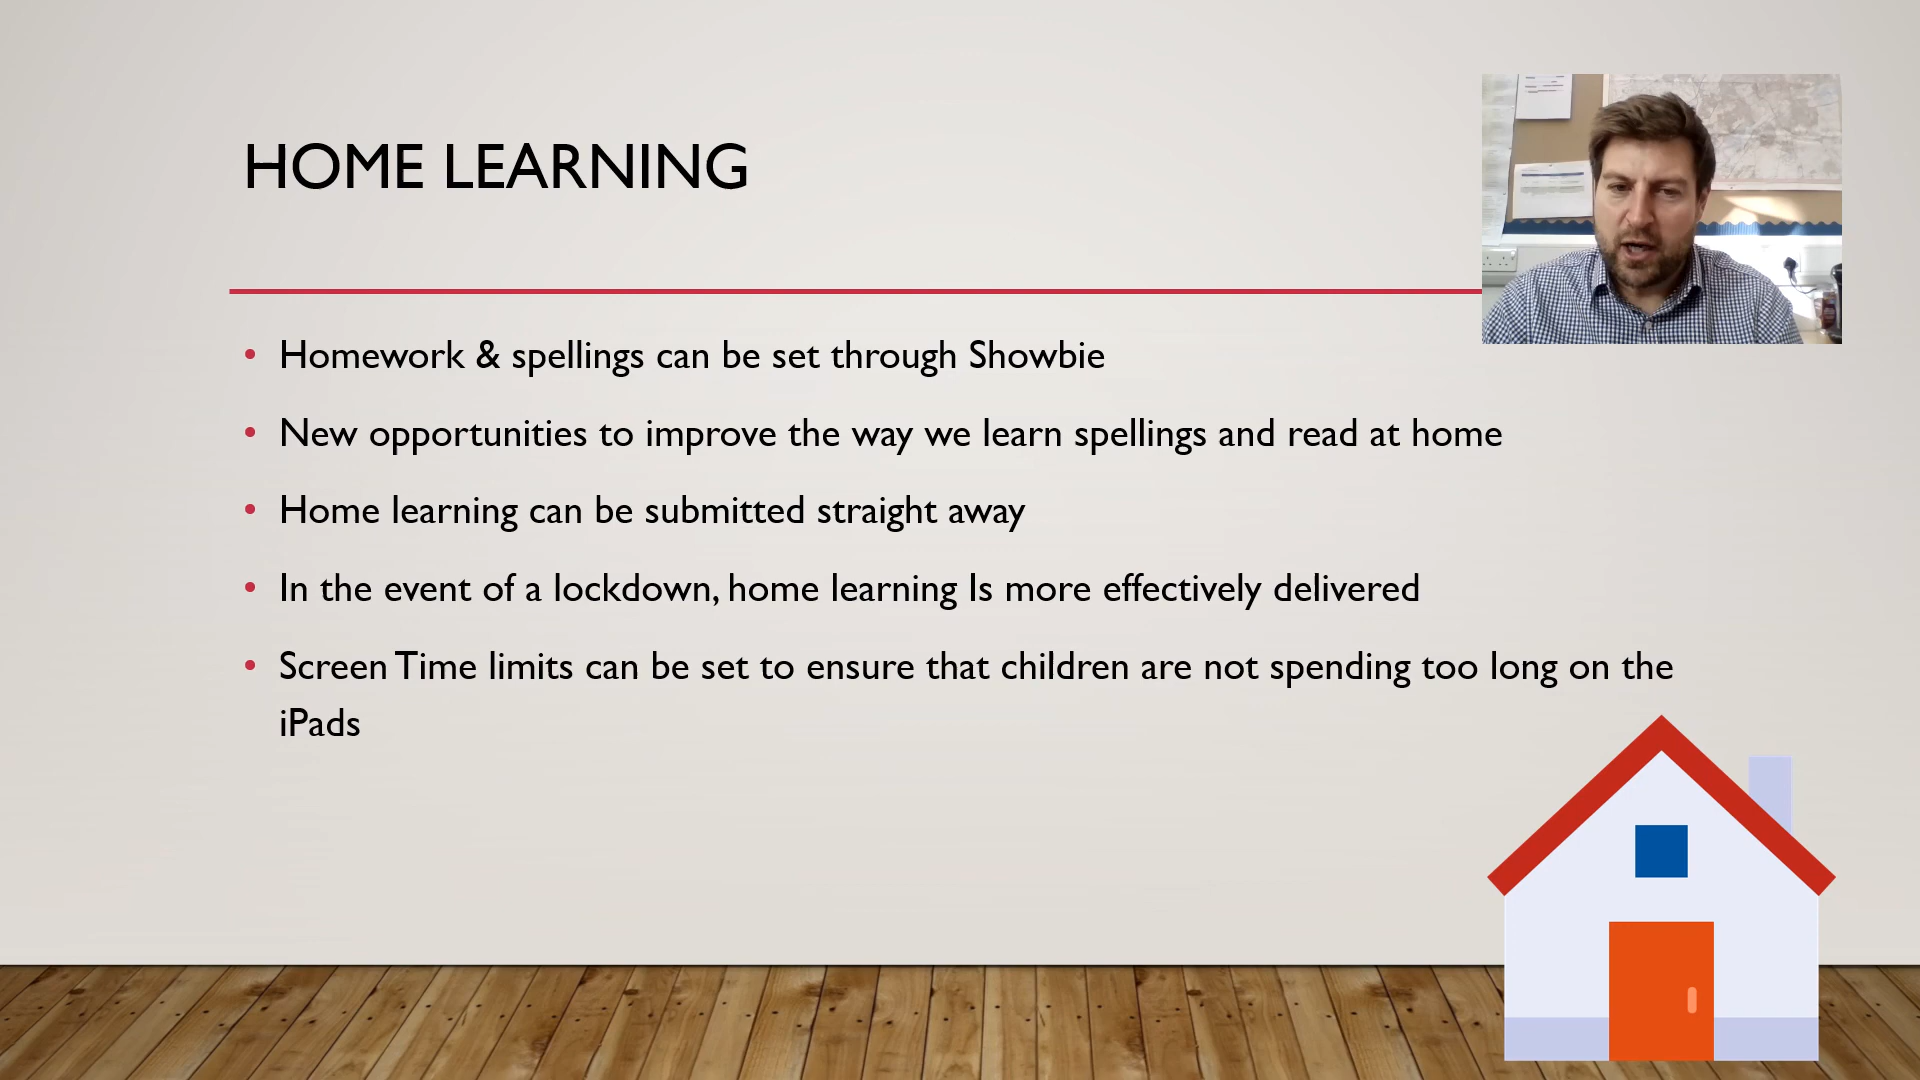 HOME LEARNING
• Homework & spellings can be set through Showbie
• New opportunities to improve the way we learn spellings and read at home
• Home learning can be submitted straight away
• In the event of a lockdown, home learning Is more effectively delivered
• Screen Time limits can be set to ensure that children are not spending too long on the
iPads